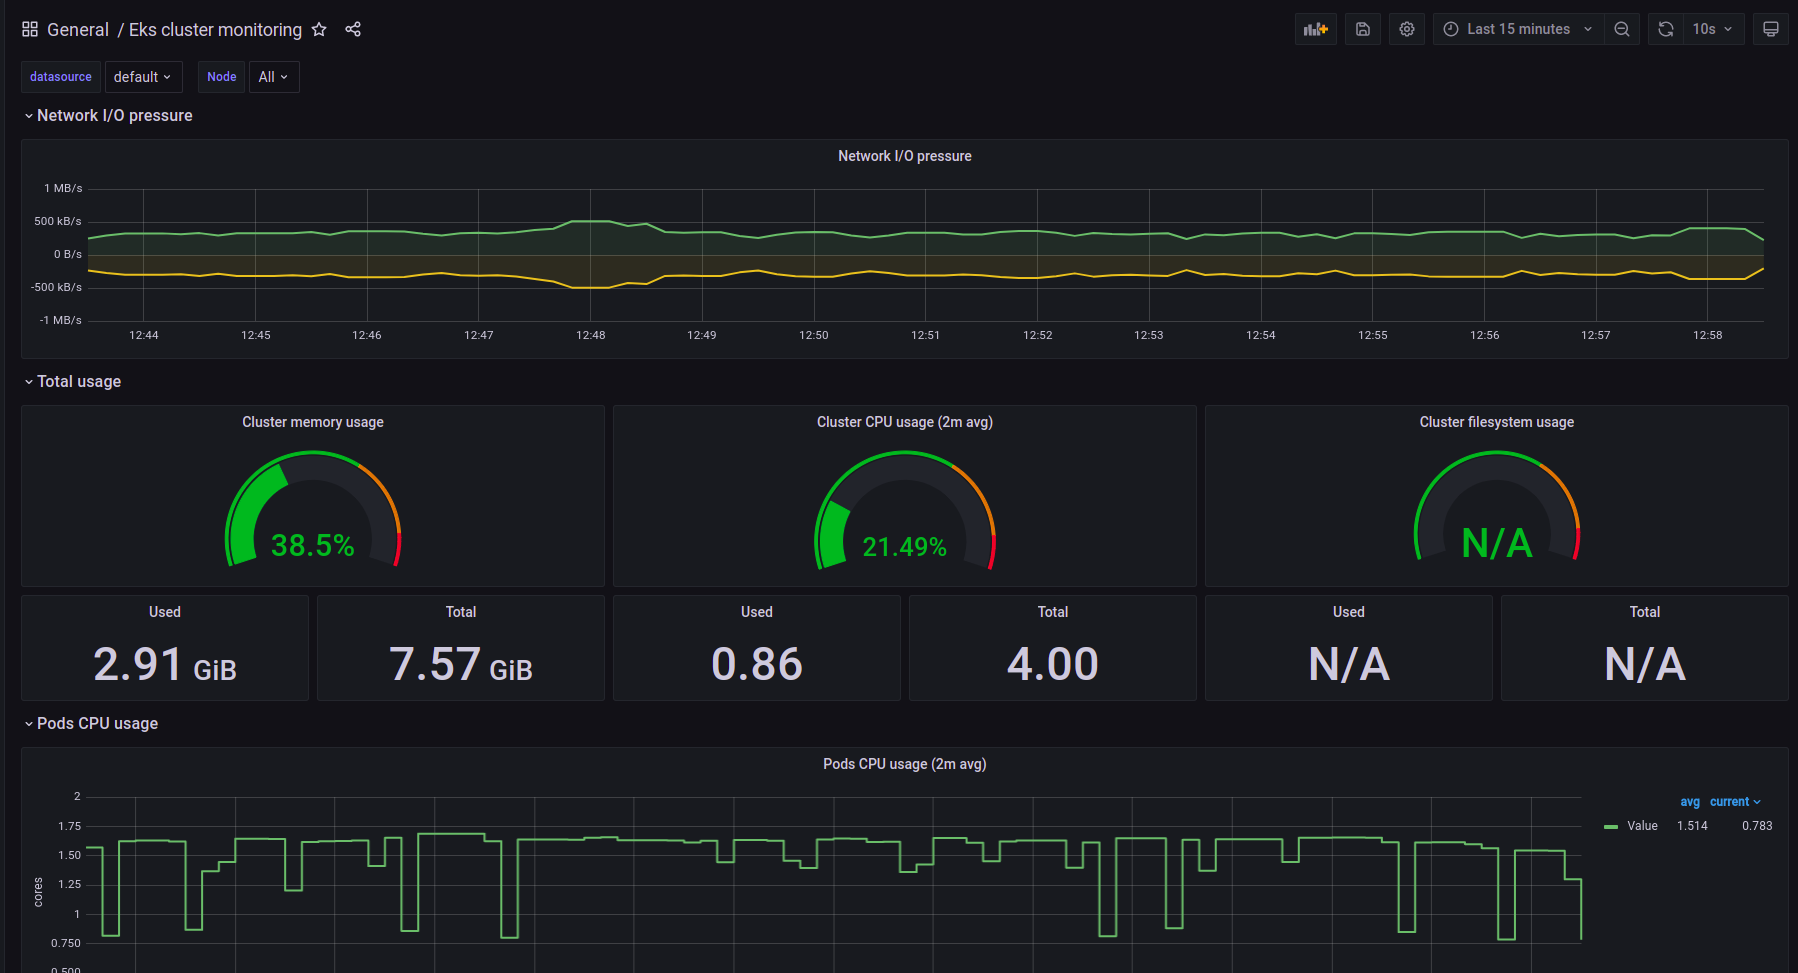 General / Eks cluster monitoring
Last 15 minutes
10s
datasource default Node All
Network I/O pressure
Network I/O pressure
1 MB/s
500 kB/s
0 B/s
-500 kB/s
-1 MB/s
12:44 12:45 12:46 12:47 12:48 12:49 12:50 12:51 12:52 12:53 12:54 12:55 12:56 12:57 12:58
Total usage
Cluster memory usage
38.5%
Cluster CPU usage (2m avg)
21.49%
Cluster filesystem usage
N/A
Used
2.91 GiB
Total
7.57 GiB
Used
0.86
Total
4.00
Used
N/A
Total
N/A
Pods CPU usage
Pods CPU usage (2m avg)
cores
2
1.75
1.50
1.25
1
0.750
0.500
avg current
Value 1.514 0.783